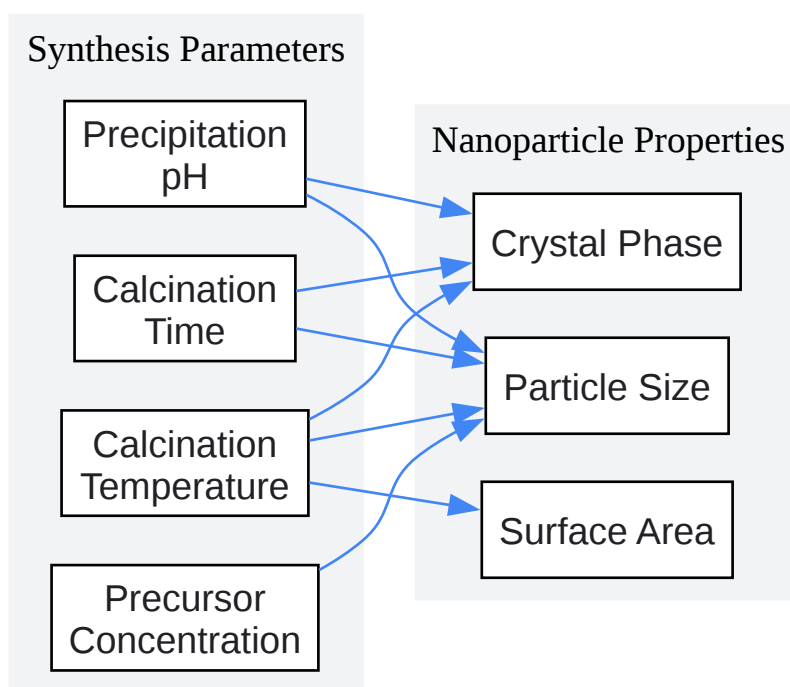 Synthesis Parameters
Precipitation
pH
Calcination
Time
Calcination
Temperature
Precursor
Concentration
Nanoparticle Properties
Crystal Phase
Particle Size
Surface Area